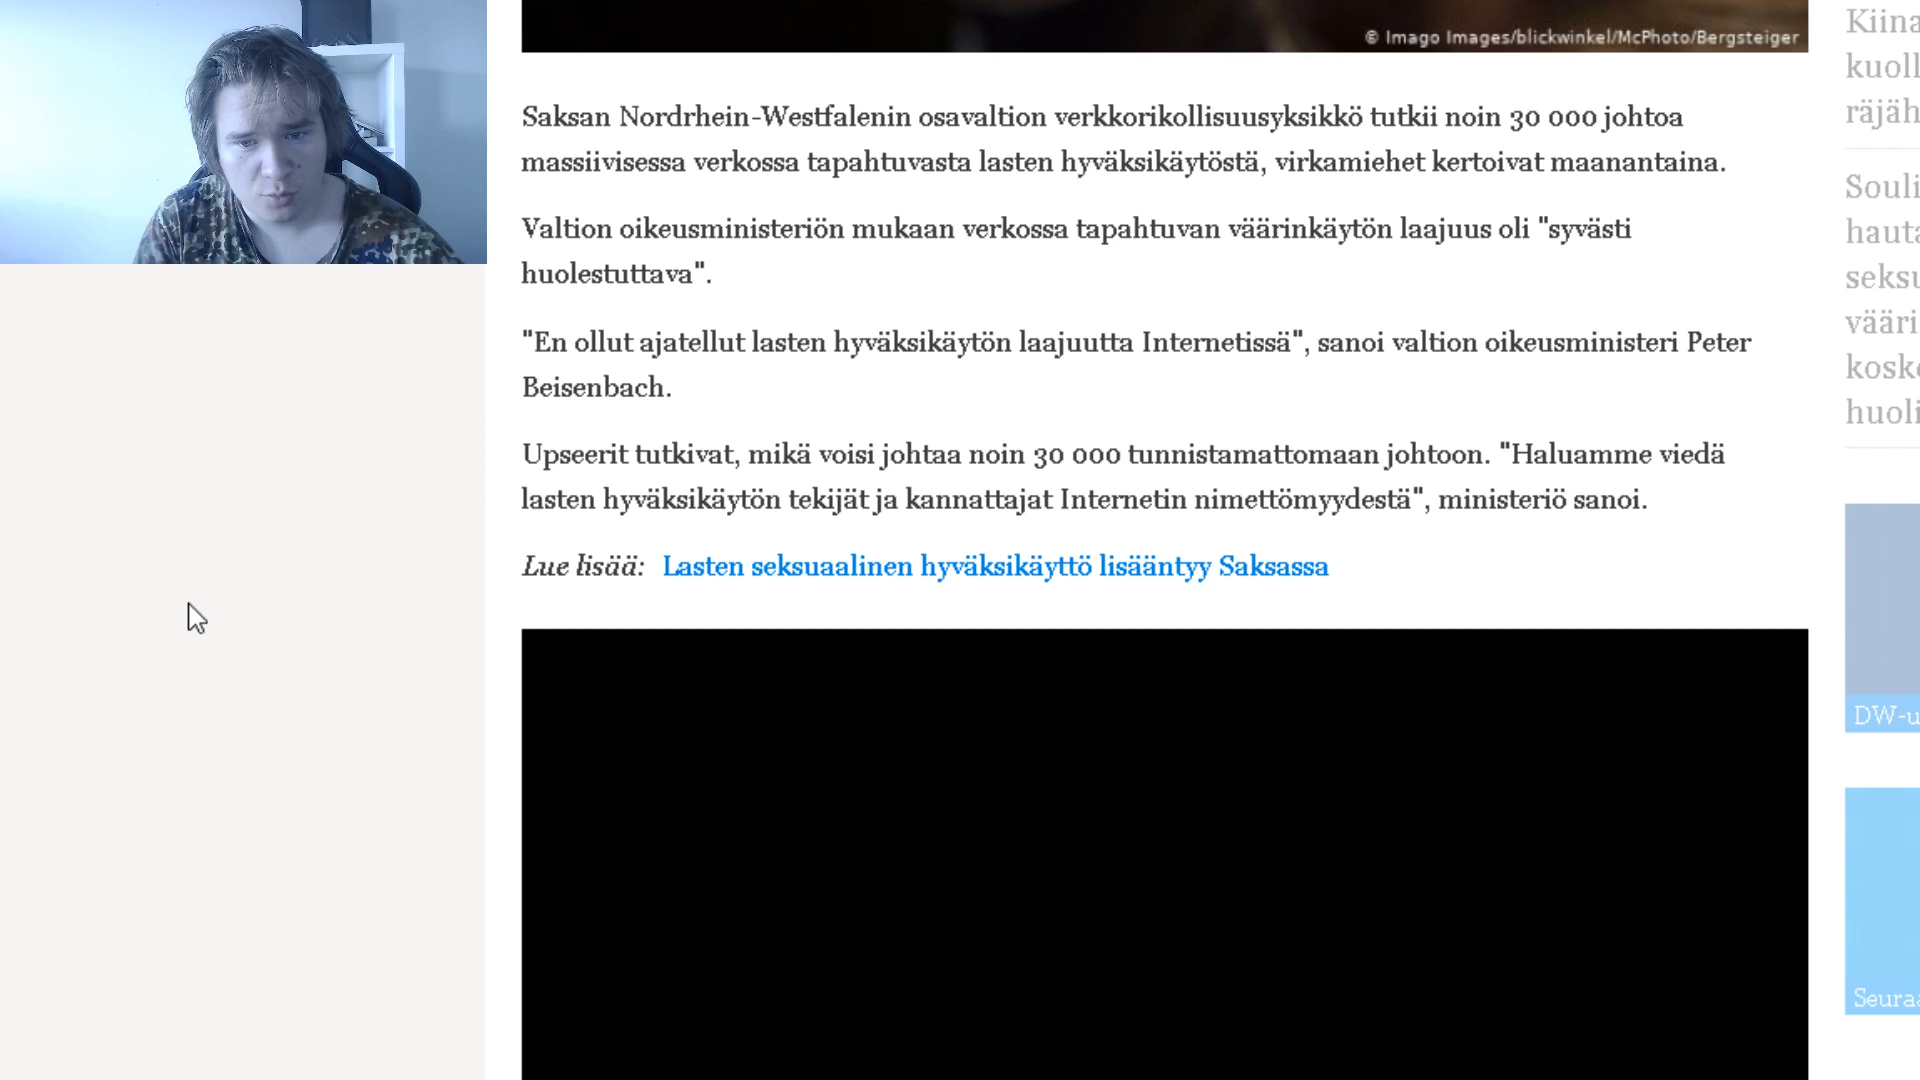 © Imago Images/blickwinkel/McPhoto/Bergsteiger
Saksan Nordrhein-Westfalenin osavaltion verkkorikollisuusyksikkö tutkii noin 30 000 johtoa
massiivisessa verkossa tapahtuvasta lasten hyväksikäytöstä, virkamiehet kertoivat maanantaina.
Valtion oikeusministeriön mukaan verkossa tapahtuvan väärinkäytön laajuus oli "syvästi
huolestuttava".
"En ollut ajatellut lasten hyväksikäytön laajuutta Internetissä", sanoi valtion oikeusministeri Peter
Beisenbach.
Upseerit tutkivat, mikä voisi johtaa noin 30 000 tunnistamattomaan johtoon. "Haluamme viedä
lasten hyväksikäytön tekijät ja kannattajat Internetin nimettömyydestä", ministeriö sanoi.
Lue lisää: Lasten seksuaalinen hyväksikäyttö lisääntyy Saksassa
Kiina
kuoll
räjäh
Souli
hauta
seksu
vääri
koske
huoli
DW-u
Seuraa